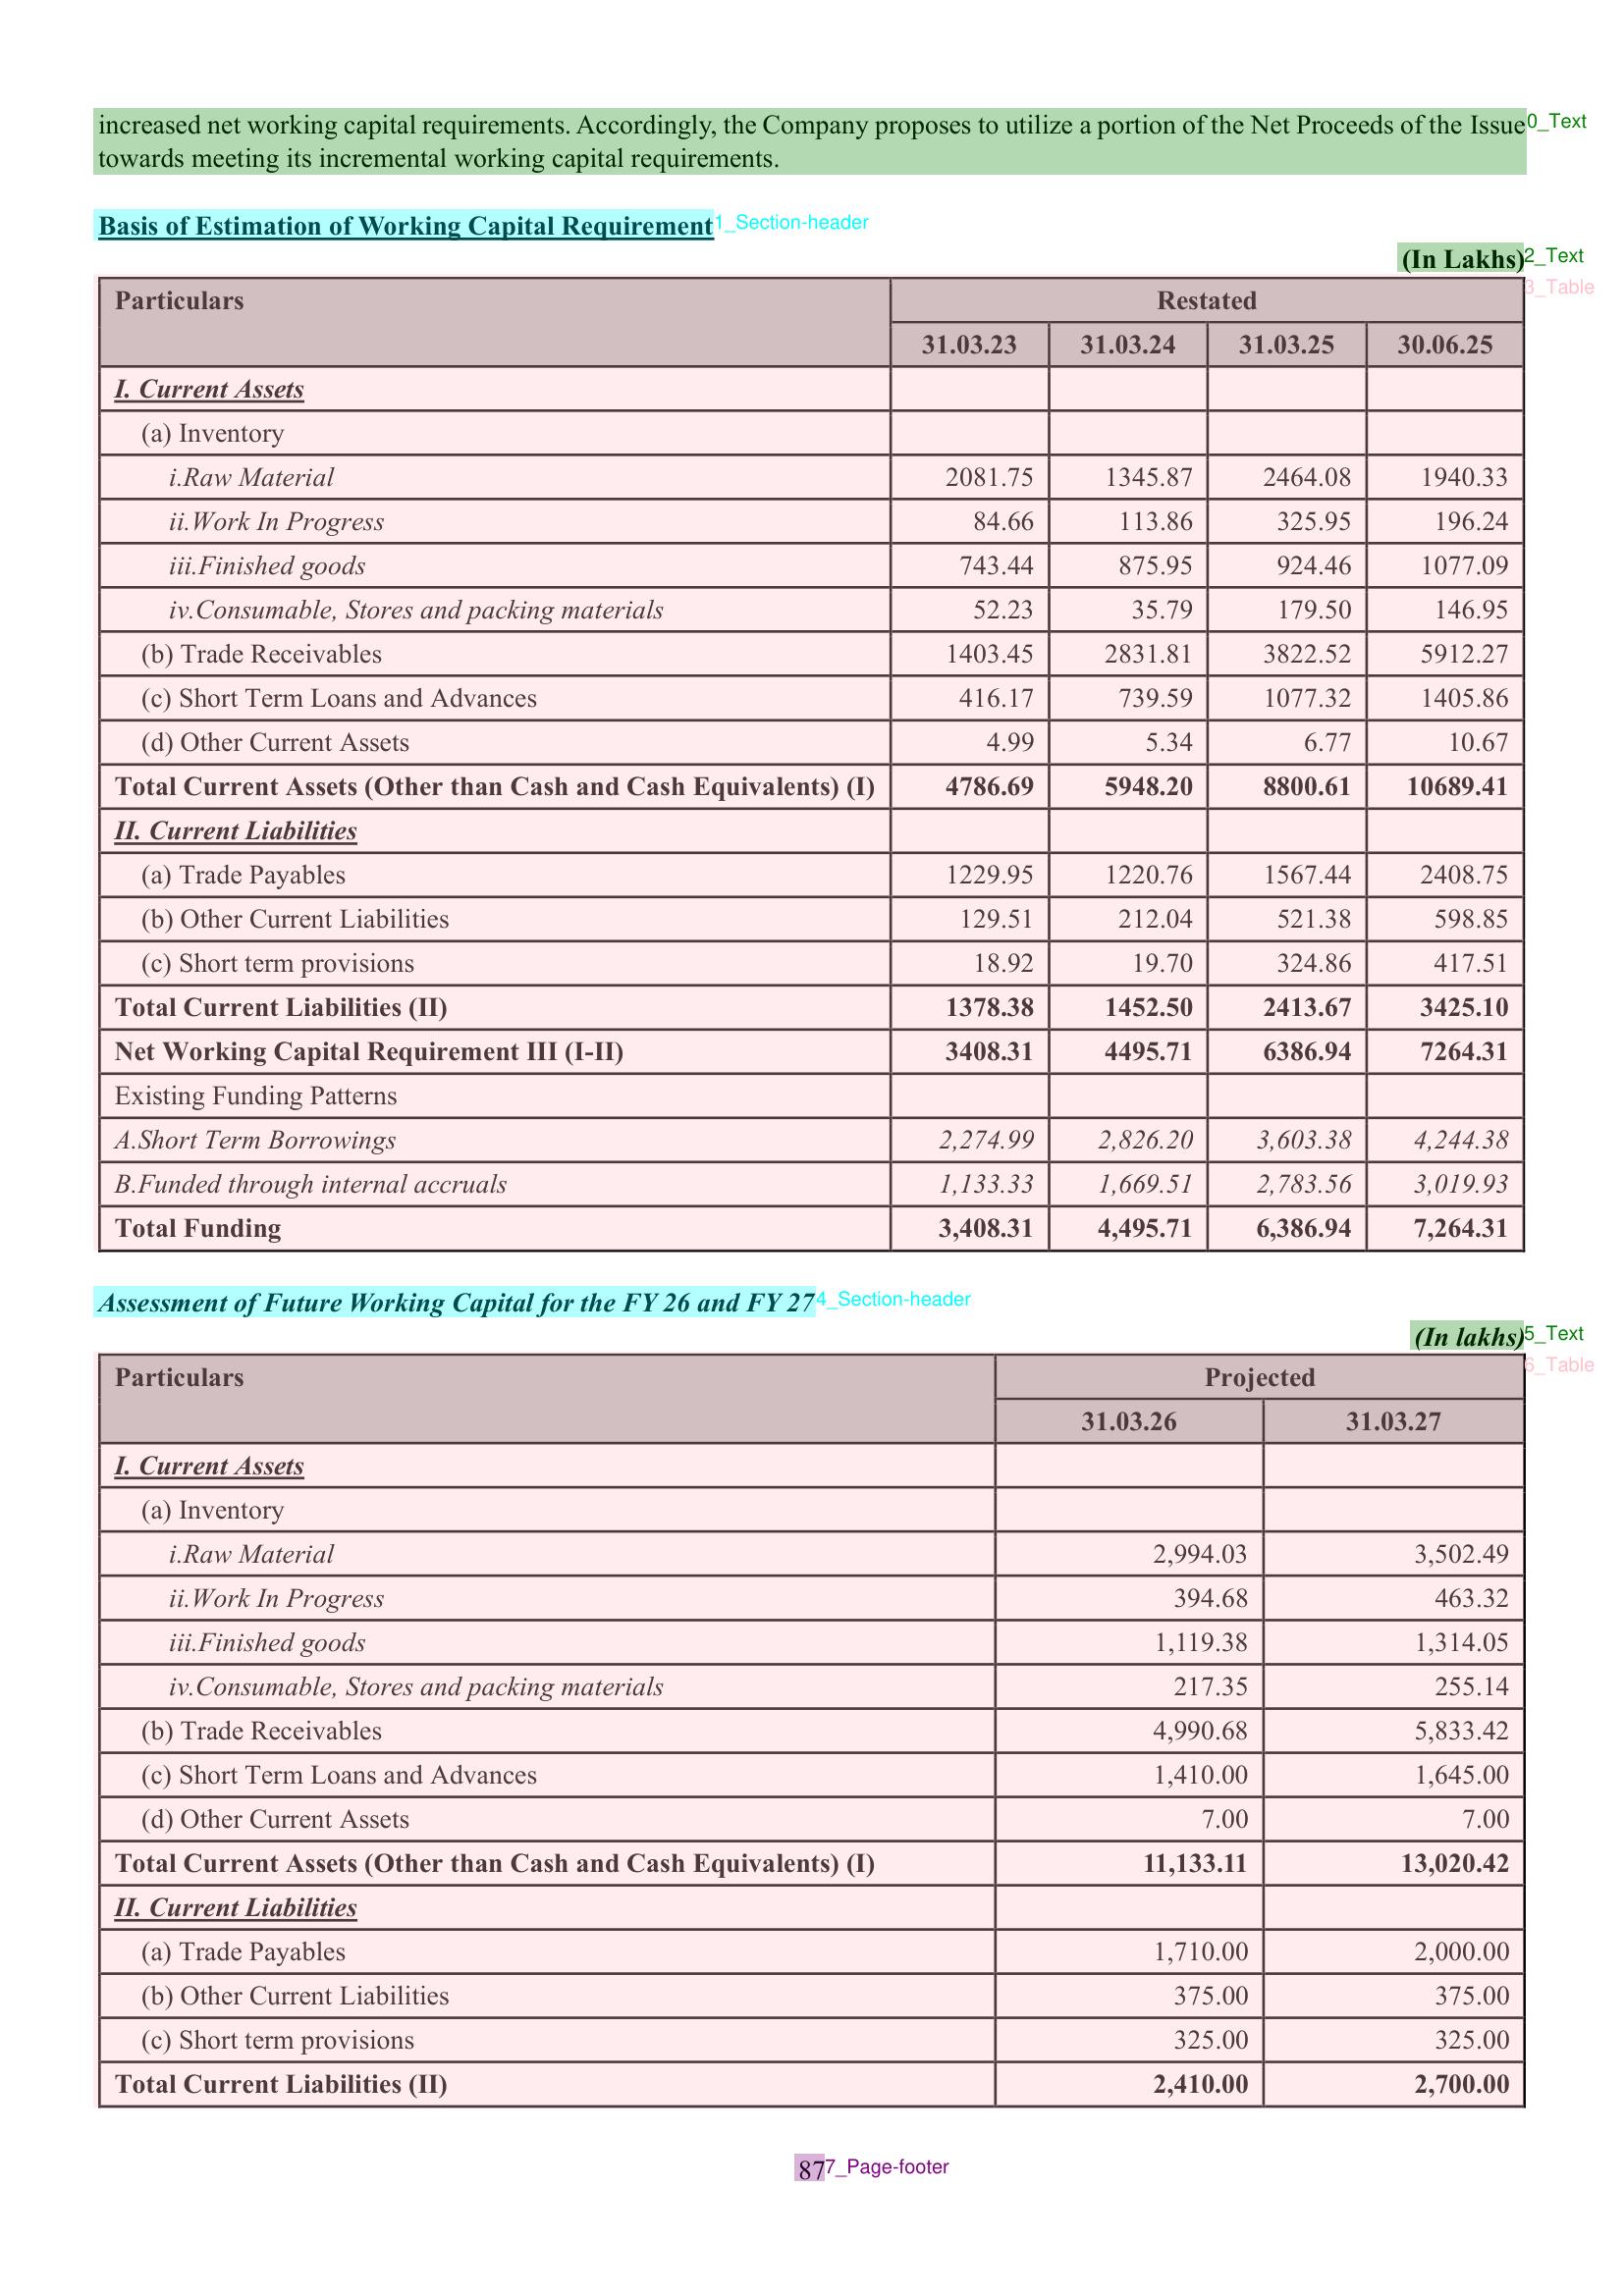 increased net working capital requirements. Accordingly, the Company proposes to utilize a portion of the Net Proceeds of the Issue 0_Text
towards meeting its incremental working capital requirements.
Basis of Estimation of Working Capital Requirement 1_Section-header
(In Lakhs) 2_Text
3_Table
Particulars Restated
31.03.23 31.03.24 31.03.25 30.06.25
I. Current Assets
(a) Inventory
i.Raw Material 2081.75 1345.87 2464.08 1940.33
ii.Work In Progress 84.66 113.86 325.95 196.24
iii.Finished goods 743.44 875.95 924.46 1077.09
iv.Consumable, Stores and packing materials 52.23 35.79 179.50 146.95
(b) Trade Receivables 1403.45 2831.81 3822.52 5912.27
(c) Short Term Loans and Advances 416.17 739.59 1077.32 1405.86
(d) Other Current Assets 4.99 5.34 6.77 10.67
Total Current Assets (Other than Cash and Cash Equivalents) (I) 4786.69 5948.20 8800.61 10689.41
II. Current Liabilities
(a) Trade Payables 1229.95 1220.76 1567.44 2408.75
(b) Other Current Liabilities 129.51 212.04 521.38 598.85
(c) Short term provisions 18.92 19.70 324.86 417.51
Total Current Liabilities (II) 1378.38 1452.50 2413.67 3425.10
Net Working Capital Requirement III (I-II) 3408.31 4495.71 6386.94 7264.31
Existing Funding Patterns
A.Short Term Borrowings 2,274.99 2,826.20 3,603.38 4,244.38
B.Funded through internal accruals 1,133.33 1,669.51 2,783.56 3,019.93
Total Funding 3,408.31 4,495.71 6,386.94 7,264.31
Assessment of Future Working Capital for the FY 26 and FY 27 4_Section-header
(In lakhs) 5_Text
6_Table
Particulars Projected
31.03.26 31.03.27
I. Current Assets
(a) Inventory
i.Raw Material 2,994.03 3,502.49
ii.Work In Progress 394.68 463.32
iii.Finished goods 1,119.38 1,314.05
iv.Consumable, Stores and packing materials 217.35 255.14
(b) Trade Receivables 4,990.68 5,833.42
(c) Short Term Loans and Advances 1,410.00 1,645.00
(d) Other Current Assets 7.00 7.00
Total Current Assets (Other than Cash and Cash Equivalents) (I) 11,133.11 13,020.42
II. Current Liabilities
(a) Trade Payables 1,710.00 2,000.00
(b) Other Current Liabilities 375.00 375.00
(c) Short term provisions 325.00 325.00
Total Current Liabilities (II) 2,410.00 2,700.00
87 7_Page-footer